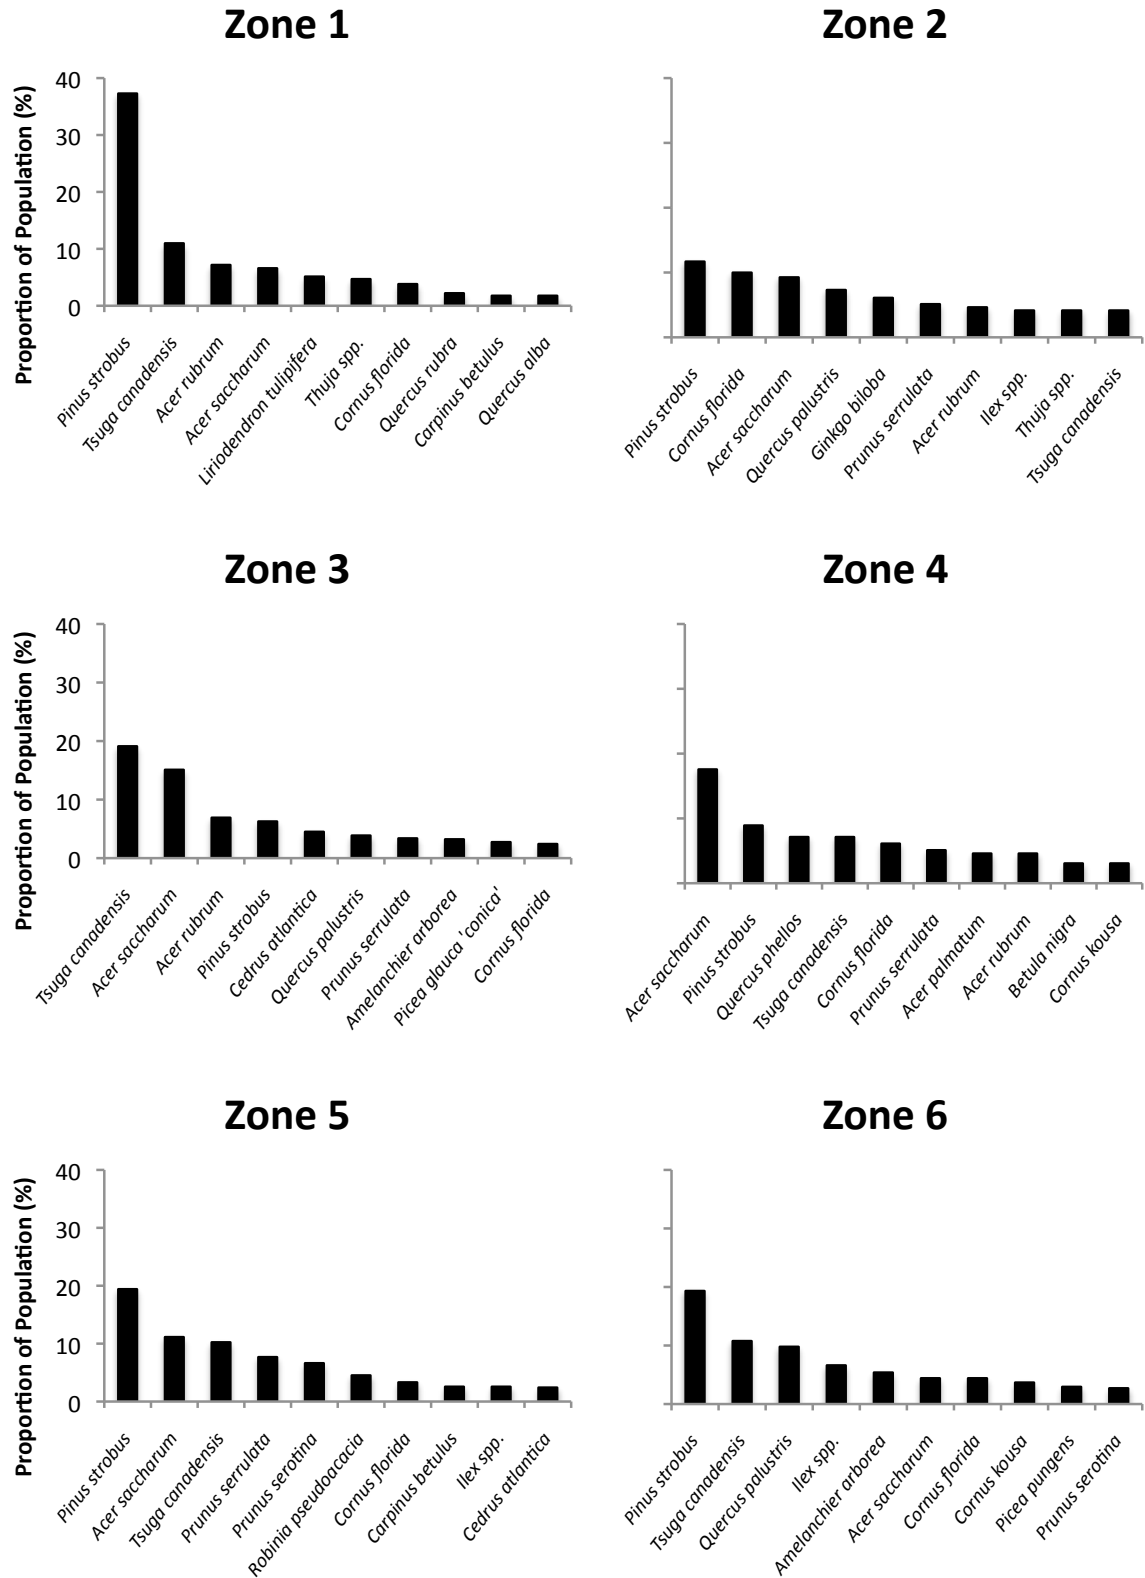 Zone 1
Zone 2
Proportion of Population (%)
40
30
20
10
0
Pinus strobus
Tsuga canadensis
Acer rubrum
Acer saccharum
Liriodendron tulipifera
Thuja spp.
Cornus florida
Quercus rubra
Carpinus betulus
Quercus alba
Pinus strobus
Cornus florida
Acer saccharum
Quercus palustris
Ginkgo biloba
Prunus serrulata
Acer rubrum
Ilex spp.
Thuja spp.
Tsuga canadensis
Zone 3
Zone 4
Proportion of Population (%)
40
30
20
10
0
Tsuga canadensis
Acer saccharum
Acer rubrum
Pinus strobus
Cedrus atlantica
Quercus palustris
Prunus serrulata
Amelanchier arborea
Picea glauca 'conica'
Cornus florida
Acer saccharum
Pinus strobus
Quercus phellos
Tsuga canadensis
Cornus florida
Prunus serrulata
Acer palmatum
Acer rubrum
Betula nigra
Cornus kousa
Zone 5
Zone 6
Proportion of Population (%)
40
30
20
10
0
Pinus strobus
Acer saccharum
Tsuga canadensis
Prunus serrulata
Prunus serotina
Robinia pseudoacacia
Cornus florida
Carpinus betulus
Ilex spp.
Cedrus atlantica
Pinus strobus
Tsuga canadensis
Quercus palustris
Ilex spp.
Amelanchier arborea
Acer saccharum
Cornus florida
Cornus kousa
Picea pungens
Prunus serotina